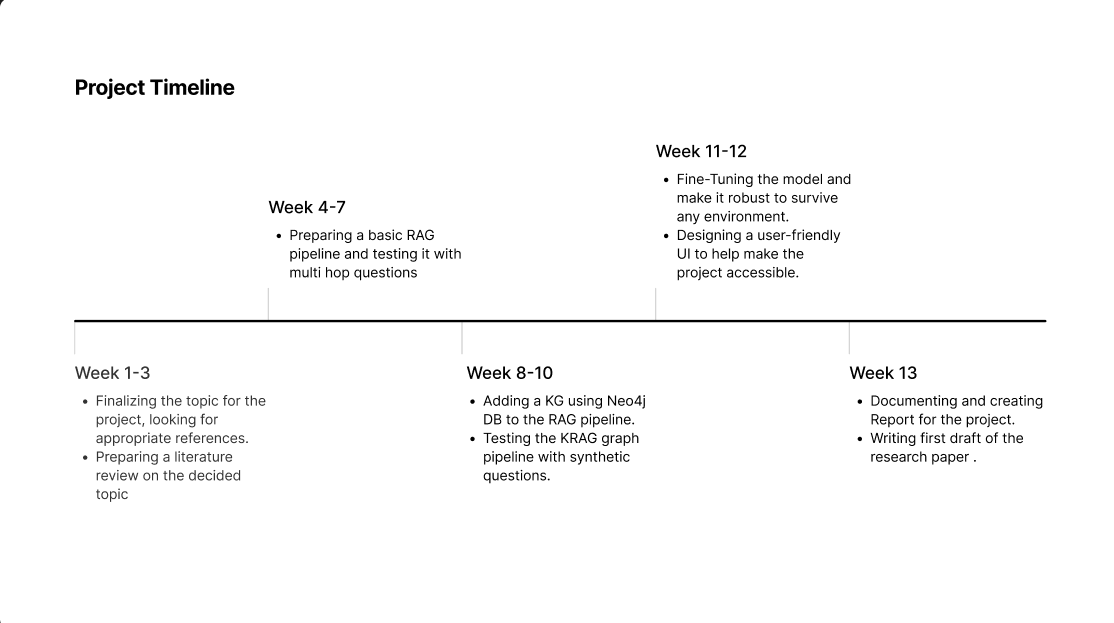 Project Timeline
Week 1-3
• Finalizing the topic for the
project, looking for
appropriate references.
• Preparing a literature
review on the decided
topic
Week 4-7
• Preparing a basic RAG
pipeline and testing it with
multi hop questions
Week 8-10
• Adding a KG using Neo4j
DB to the RAG pipeline.
• Testing the KRAG graph
pipeline with synthetic
questions.
Week 11-12
• Fine-Tuning the model and
make it robust to survive
any environment.
• Designing a user-friendly
UI to help make the
project accessible.
Week 13
• Documenting and creating
Report for the project.
• Writing first draft of the
research paper .